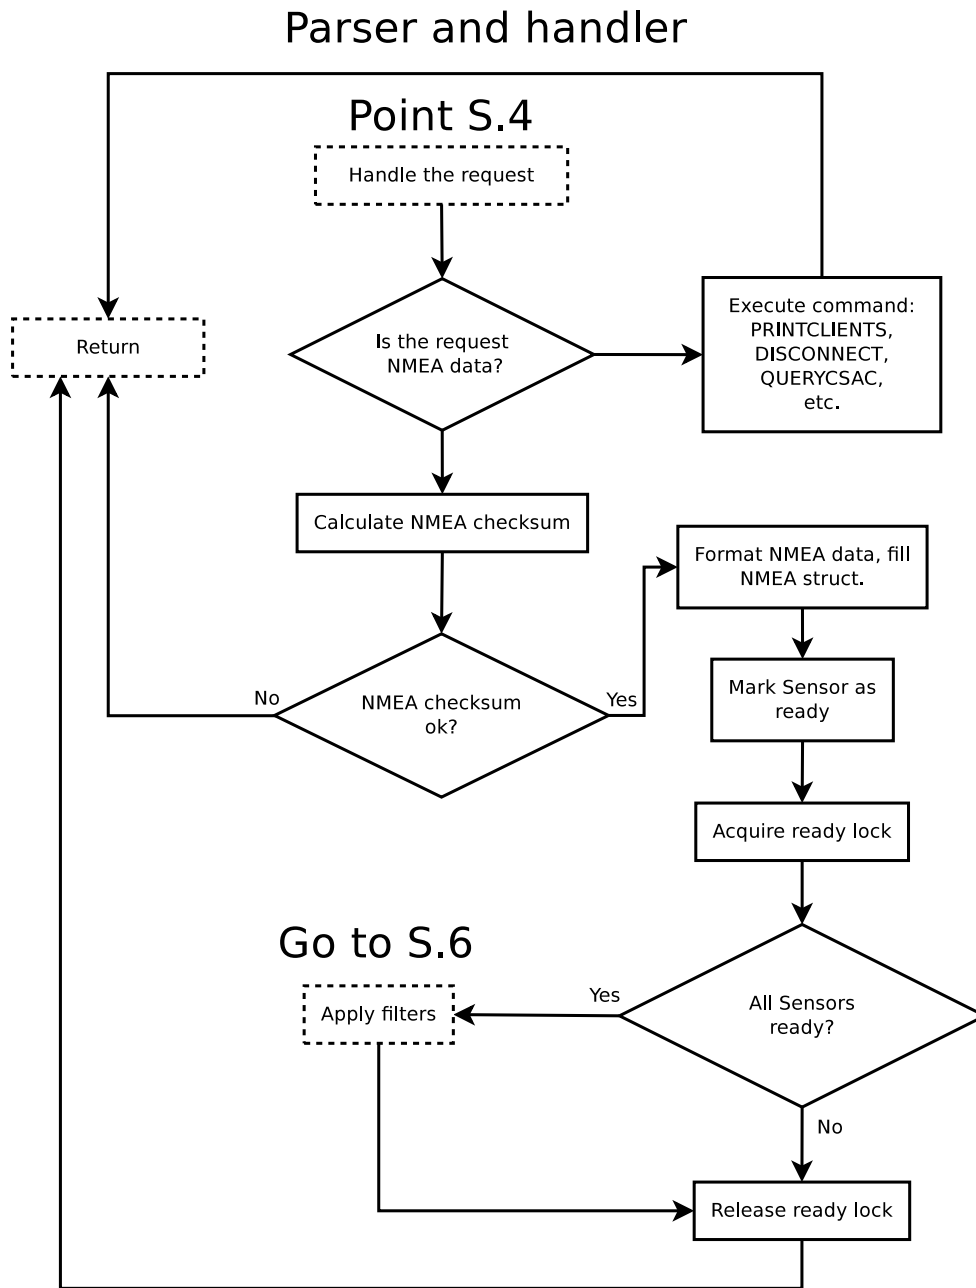 Parser and handler
Point S.4
Handle the request
Execute command:
PRINTCLIENTS,
DISCONNECT,
QUERYCSAC,
etc.
Return
Is the request
NMEA data?
Calculate NMEA checksum
Format NMEA data, fill
NMEA struct.
No
NMEA checksum
ok?
Yes
Mark Sensor as
ready
Acquire ready lock
Go to S.6
Apply filters
Yes
All Sensors
ready?
No
Release ready lock